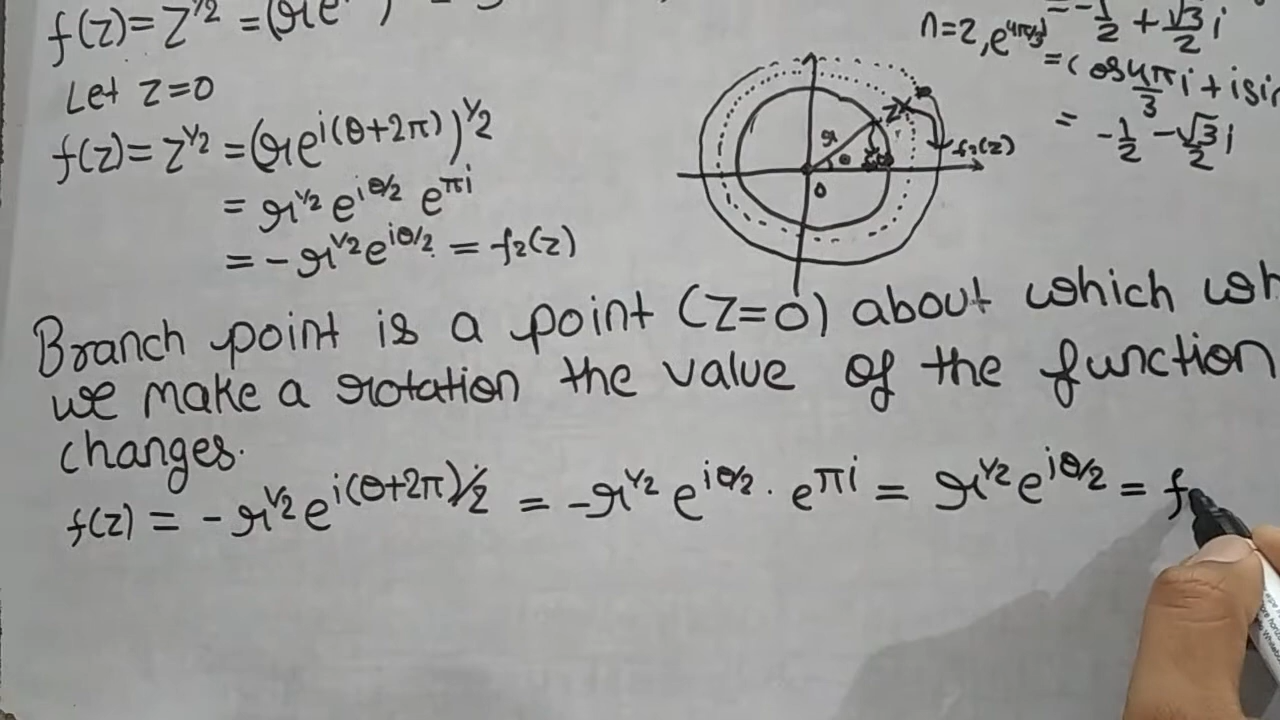 f(z) = z^{1/2} = (re
Let z=0
f(z) = z^{1/2} = (re^{i(θ+2π)})^{1/2}
= r^{1/2} e^{iθ/2} e^{πi}
= -r^{1/2} e^{iθ/2} = f₂(z)
= -1/2 + √3/2 i
n=2, e^{4πi/3}
= cos 4π/3 i + i sin
= -1/2 - √3/2 i
z
r
θ
0
f₂(z)
Branch point is a point (z=0) about which wh
we make a rotation the value of the function
changes.
f(z) = -r^{1/2} e^{i(θ+2π)1/2} = -r^{1/2} e^{iθ/2} . e^{πi} = r^{1/2} e^{iθ/2} = f